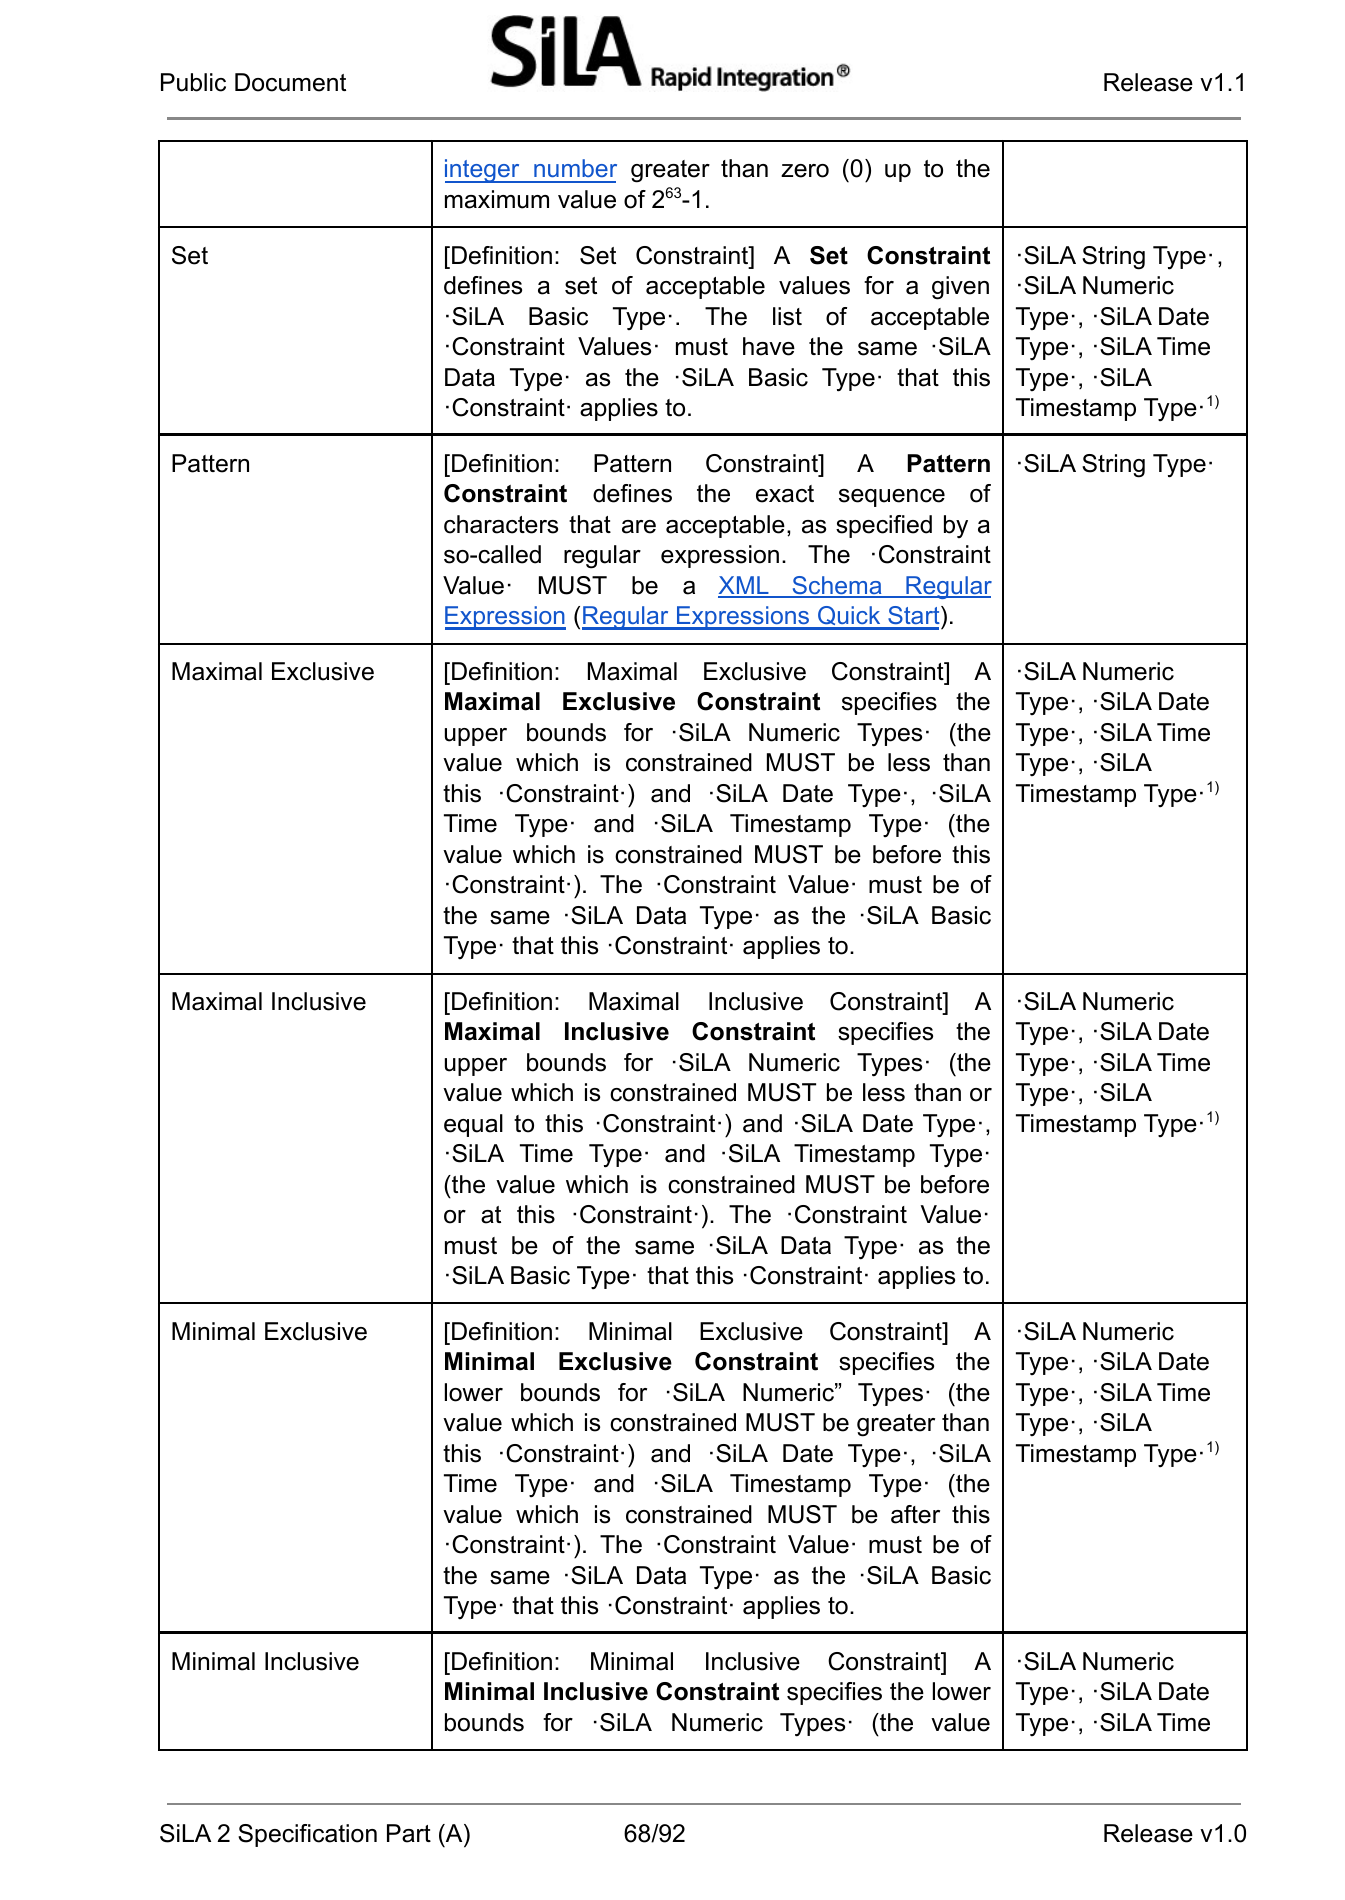 Public Document
SiLA Rapid Integration®
Release v1.1
integer number greater than zero (0) up to the
maximum value of 2⁶³-1.
Set
[Definition: Set Constraint] A Set Constraint
defines a set of acceptable values for a given
·SiLA Basic Type·. The list of acceptable
·Constraint Values· must have the same ·SiLA
Data Type· as the ·SiLA Basic Type· that this
·Constraint· applies to.
·SiLA String Type·,
·SiLA Numeric
Type·, ·SiLA Date
Type·, ·SiLA Time
Type·, ·SiLA
Timestamp Type·¹⁾
Pattern
[Definition: Pattern Constraint] A Pattern
Constraint defines the exact sequence of
characters that are acceptable, as specified by a
so-called regular expression. The ·Constraint
Value· MUST be a XML Schema Regular
Expression (Regular Expressions Quick Start).
·SiLA String Type·
Maximal Exclusive
[Definition: Maximal Exclusive Constraint] A
Maximal Exclusive Constraint specifies the
upper bounds for ·SiLA Numeric Types· (the
value which is constrained MUST be less than
this ·Constraint·) and ·SiLA Date Type·, ·SiLA
Time Type· and ·SiLA Timestamp Type· (the
value which is constrained MUST be before this
·Constraint·). The ·Constraint Value· must be of
the same ·SiLA Data Type· as the ·SiLA Basic
Type· that this ·Constraint· applies to.
·SiLA Numeric
Type·, ·SiLA Date
Type·, ·SiLA Time
Type·, ·SiLA
Timestamp Type·¹⁾
Maximal Inclusive
[Definition: Maximal Inclusive Constraint] A
Maximal Inclusive Constraint specifies the
upper bounds for ·SiLA Numeric Types· (the
value which is constrained MUST be less than or
equal to this ·Constraint·) and ·SiLA Date Type·,
·SiLA Time Type· and ·SiLA Timestamp Type·
(the value which is constrained MUST be before
or at this ·Constraint·). The ·Constraint Value·
must be of the same ·SiLA Data Type· as the
·SiLA Basic Type· that this ·Constraint· applies to.
·SiLA Numeric
Type·, ·SiLA Date
Type·, ·SiLA Time
Type·, ·SiLA
Timestamp Type·¹⁾
Minimal Exclusive
[Definition: Minimal Exclusive Constraint] A
Minimal Exclusive Constraint specifies the
lower bounds for ·SiLA Numeric” Types· (the
value which is constrained MUST be greater than
this ·Constraint·) and ·SiLA Date Type·, ·SiLA
Time Type· and ·SiLA Timestamp Type· (the
value which is constrained MUST be after this
·Constraint·). The ·Constraint Value· must be of
the same ·SiLA Data Type· as the ·SiLA Basic
Type· that this ·Constraint· applies to.
·SiLA Numeric
Type·, ·SiLA Date
Type·, ·SiLA Time
Type·, ·SiLA
Timestamp Type·¹⁾
Minimal Inclusive
[Definition: Minimal Inclusive Constraint] A
Minimal Inclusive Constraint specifies the lower
bounds for ·SiLA Numeric Types· (the value
·SiLA Numeric
Type·, ·SiLA Date
Type·, ·SiLA Time
SiLA 2 Specification Part (A)
68/92
Release v1.0